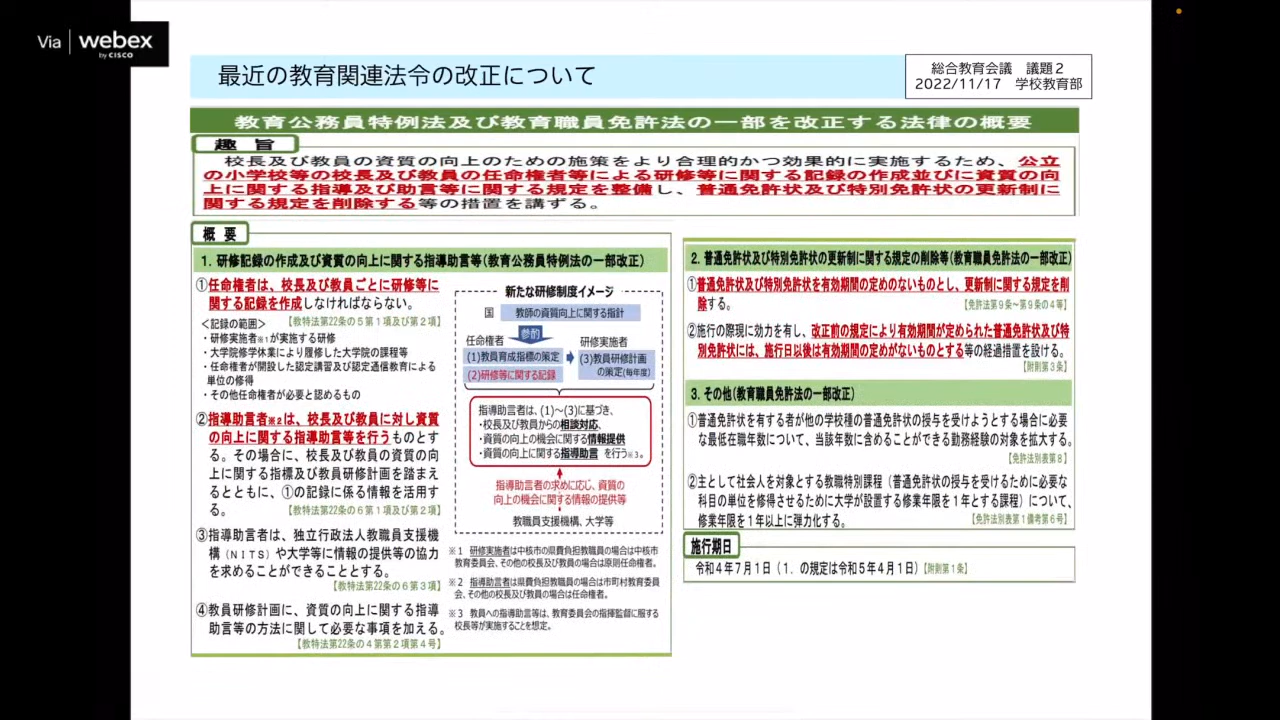 Via webex
by CISCO
最近の教育関連法令の改正について
総合教育会議 議題2
2022/11/17 学校教育部
教育公務員特例法及び教育職員免許法の一部を改正する法律の概要
趣 旨
校長及び教員の資質の向上のための施策をより合理的かつ効果的に実施するため、公立
の小学校等の校長及び教員の任命権者等による研修等に関する記録の作成並びに資質の向
上に関する指導及び助言等に関する規定を整備し、普通免許状及び特別免許状の更新制に
関する規定を削除する等の措置を講ずる。
概 要
1. 研修記録の作成及び資質の向上に関する指導助言等(教育公務員特例法の一部改正)
①任命権者は、校長及び教員ごとに研修等に
関する記録を作成しなければならない。
<記録の範囲>
【教特法第22条の5第1項及び第2項】
・研修実施者※1が実施する研修
・大学院修学休業により履修した大学院の課程等
・任命権者が開設した認定講習及び認定通信教育による
単位の修得
・その他任命権者が必要と認めるもの
②指導助言者※2は、校長及び教員に対し資質
の向上に関する指導助言等を行うものとす
る。その場合に、校長及び教員の資質の向
上に関する指標及び教員研修計画を踏まえ
るとともに、①の記録に係る情報を活用す
る。
【教特法第22条の6第1項及び第2項】
③指導助言者は、独立行政法人教職員支援機
構(NITS)や大学等に情報の提供等の協力
を求めることができることとする。
【教特法第22条の6第3項】
④教員研修計画に、資質の向上に関する指導
助言等の方法に関して必要な事項を加える。
【教特法第22条の4第第2項第4号】
新たな研修制度イメージ
国 教師の資質向上に関する指針
参酌
任命権者
研修実施者
(1)教員育成指標の策定
(2)研修等に関する記録
(3)教員研修計画
の策定(毎年度)
指導助言者は、(1)~(3)に基づき、
・校長及び教員からの相談対応、
・資質の向上の機会に関する情報提供
・資質の向上に関する指導助言 を行う※3。
指導助言者の求めに応じ、資質の
向上の機会に関する情報の提供等
教職員支援機構、大学等
※1 研修実施者は中核市の県費負担教職員の場合は中核市
教育委員会、その他の校長及び教員の場合は原則任命権者。
※2 指導助言者は県費負担教職員の場合は市町村教育委員
会、その他の校長及び教員の場合は任命権者。
※3 教員への指導助言等は、教育委員会の指揮監督に服する
校長等が実施することを想定。
2. 普通免許状及び特別免許状の更新制に関する規定の削除等(教育職員免許法の一部改正)
①普通免許状及び特別免許状を有効期間の定めのないものとし、更新制に関する規定を削
除する。
【免許法第9条~第9条の4等】
②施行の際現に効力を有し、改正前の規定により有効期間が定められた普通免許状及び特
別免許状には、施行日以後は有効期間の定めがないものとする等の経過措置を設ける。
【附則第3条】
3. その他(教育職員免許法の一部改正)
①普通免許状を有する者が他の学校種の普通免許状の授与を受けようとする場合に必要
な最低在職年数について、当該年数に含めることができる勤務経験の対象を拡大する。
【免許法別表第8】
②主として社会人を対象とする教職特別課程(普通免許状の授与を受けるために必要な
科目の単位を修得させるために大学が設置する修業年限を1年とする課程)について、
修業年限を1年以上に弾力化する。
【免許法別表第1備考第6号】
施行期日
令和4年7月1日(1. の規定は令和5年4月1日)【附則第1条】